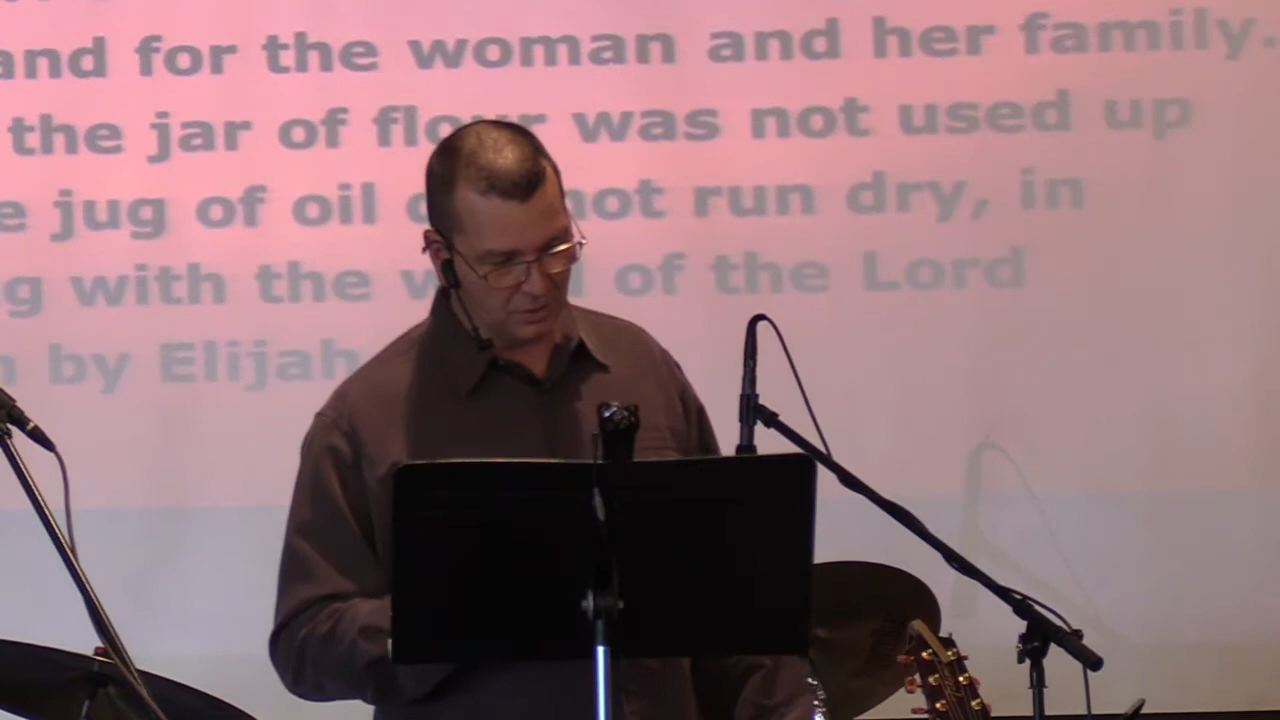 and for the woman and her family.
the jar of flour was not used up
jug of oil not run dry, in
with the of the Lord
by Elijah